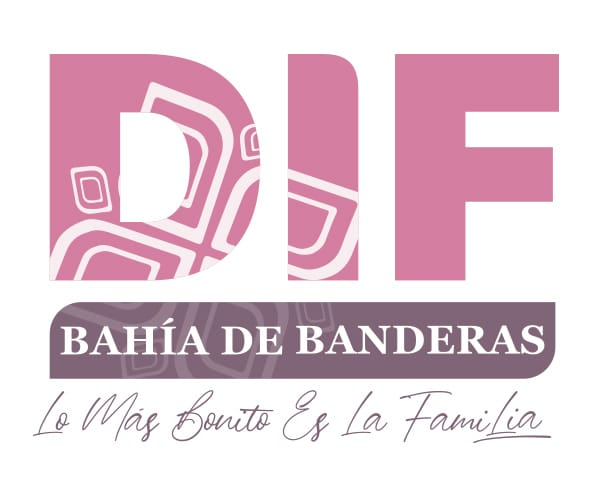 DIF
BAHÍA DE BANDERAS
Lo Más Bonito Es La FamiLia